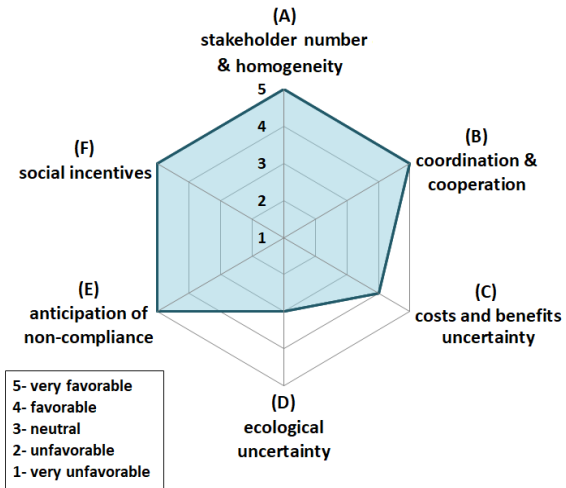 (A)
stakeholder number
& homogeneity
5
4
3
2
1
(B)
coordination &
cooperation
(C)
costs and benefits
uncertainty
(D)
ecological
uncertainty
(E)
anticipation of
non-compliance
(F)
social incentives
5- very favorable
4- favorable
3- neutral
2- unfavorable
1- very unfavorable